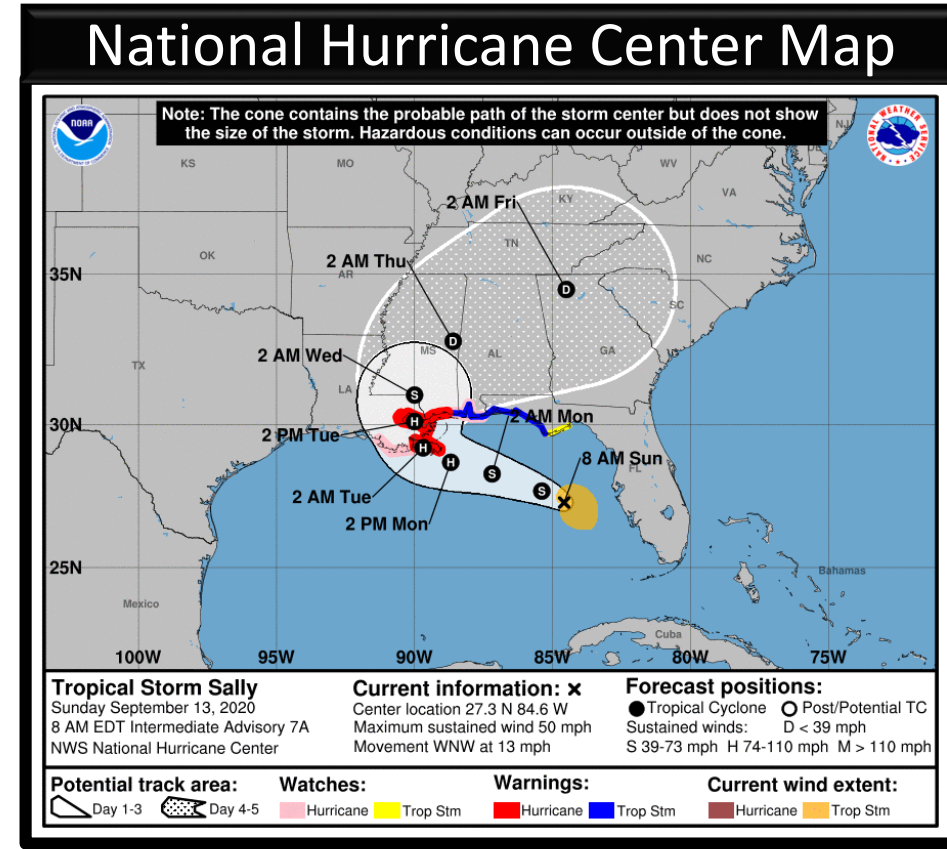 National Hurricane Center Map
Note: The cone contains the probable path of the storm center but does not show
the size of the storm. Hazardous conditions can occur outside of the cone.
NOAA
NATIONAL WEATHER SERVICE
NJ
KS
MO
WV
VA
KY
2 AM Fri
TN
OK
NC
2 AM Thu
AR
35N
D
SC
D
2 AM Wed
MS
AL
GA
TX
LA
S
30N
H
2 AM Mon
2 PM Tue
H
H
S
8 AM Sun
FL
S
2 AM Tue
2 PM Mon
25N
Bahamas
Mexico
Cuba
100W 95W 90W 85W 80W 75W
Tropical Storm Sally
Sunday September 13, 2020
8 AM EDT Intermediate Advisory 7A
NWS National Hurricane Center
Current information: ×
Center location 27.3 N 84.6 W
Maximum sustained wind 50 mph
Movement WNW at 13 mph
Forecast positions:
Tropical Cyclone Post/Potential TC
Sustained winds: D < 39 mph
S 39-73 mph H 74-110 mph M > 110 mph
Potential track area:
Day 1-3 Day 4-5
Watches:
Hurricane Trop Stm
Warnings:
Hurricane Trop Stm
Current wind extent:
Hurricane Trop Stm